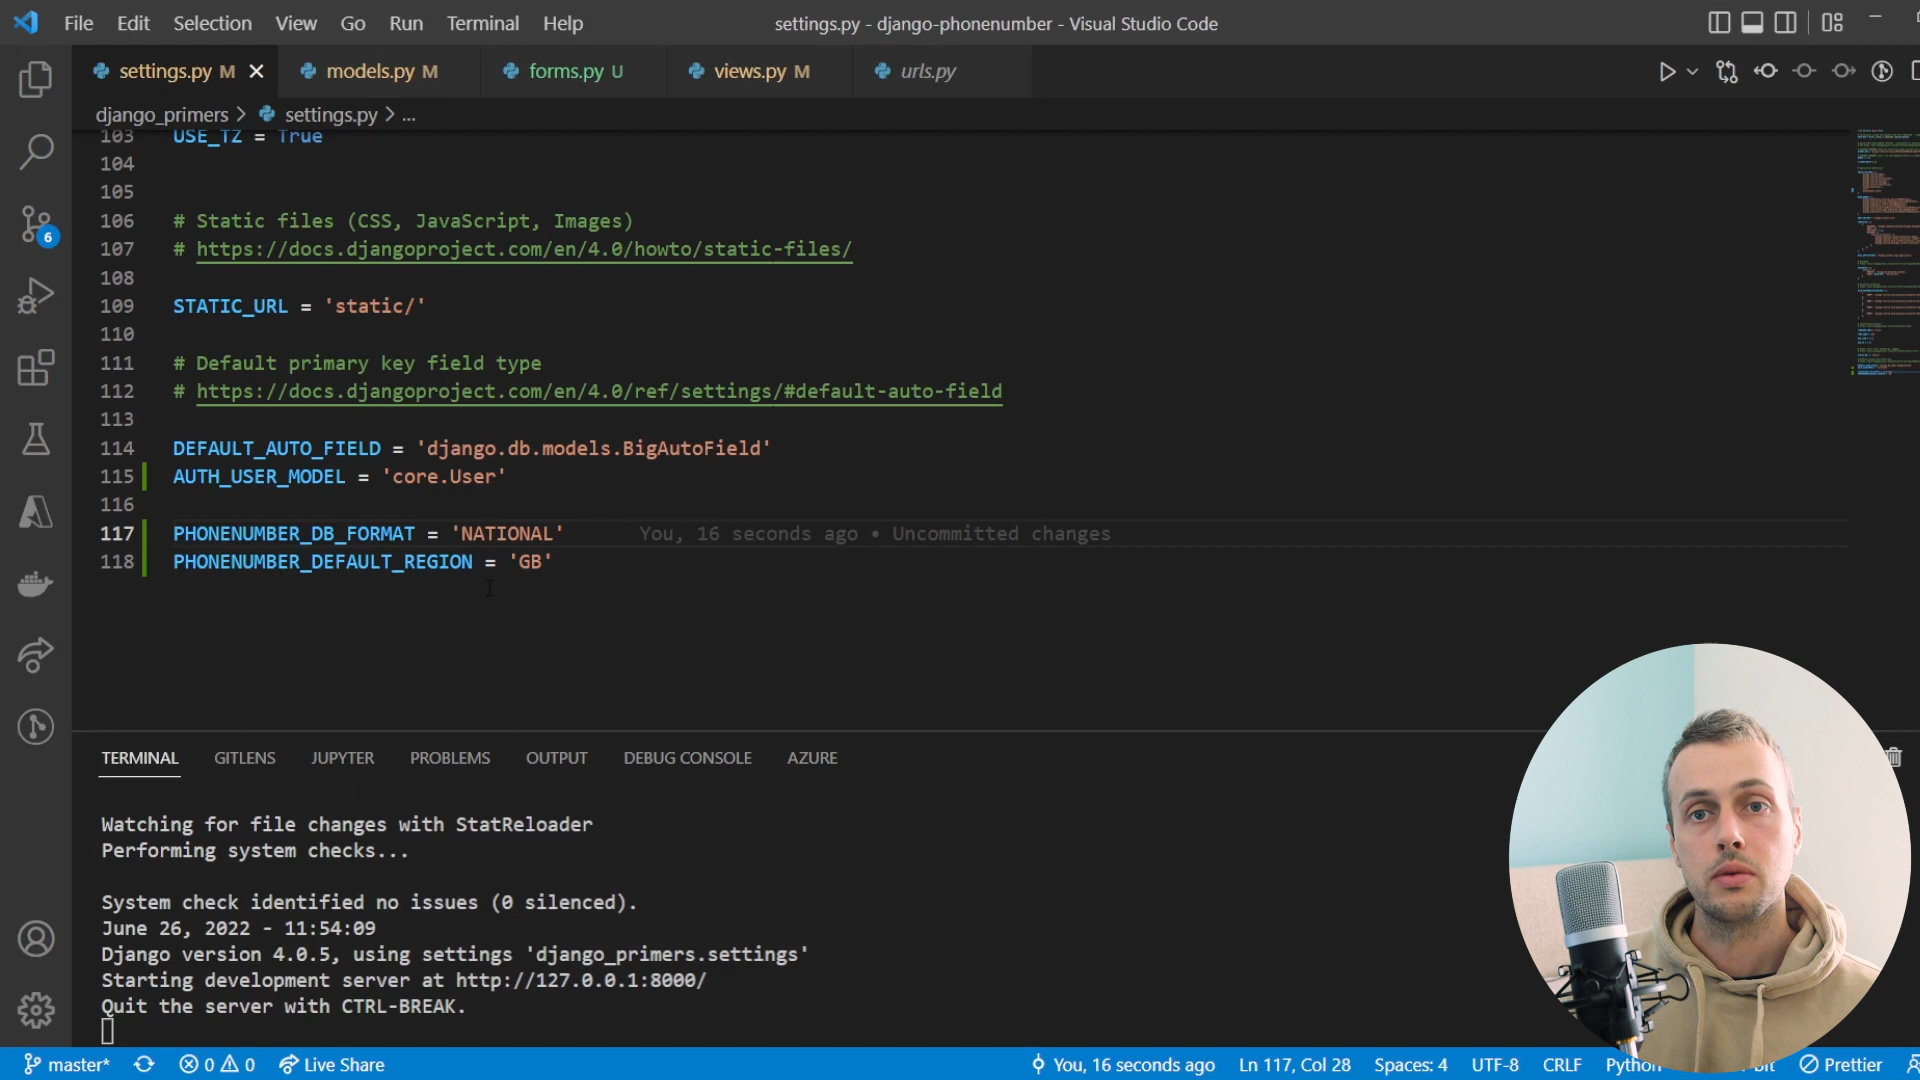 File Edit Selection View Go Run Terminal Help settings.py - django-phonenumber - Visual Studio Code
settings.py M models.py M forms.py U views.py M urls.py
django_primers > settings.py > ...
103 USE_TZ = True
104
105
106 # Static files (CSS, JavaScript, Images)
107 # https://docs.djangoproject.com/en/4.0/howto/static-files/
108
109 STATIC_URL = 'static/'
110
111 # Default primary key field type
112 # https://docs.djangoproject.com/en/4.0/ref/settings/#default-auto-field
113
114 DEFAULT_AUTO_FIELD = 'django.db.models.BigAutoField'
115 AUTH_USER_MODEL = 'core.User'
116
117 PHONENUMBER_DB_FORMAT = 'NATIONAL' You, 16 seconds ago • Uncommitted changes
118 PHONENUMBER_DEFAULT_REGION = 'GB'
6
TERMINAL GITLENS JUPYTER PROBLEMS OUTPUT DEBUG CONSOLE AZURE
Watching for file changes with StatReloader
Performing system checks...
System check identified no issues (0 silenced).
June 26, 2022 - 11:54:09
Django version 4.0.5, using settings 'django_primers.settings'
Starting development server at http://127.0.0.1:8000/
Quit the server with CTRL-BREAK.
master* 0 0 Live Share You, 16 seconds ago Ln 117, Col 28 Spaces: 4 UTF-8 CRLF Python Prettier